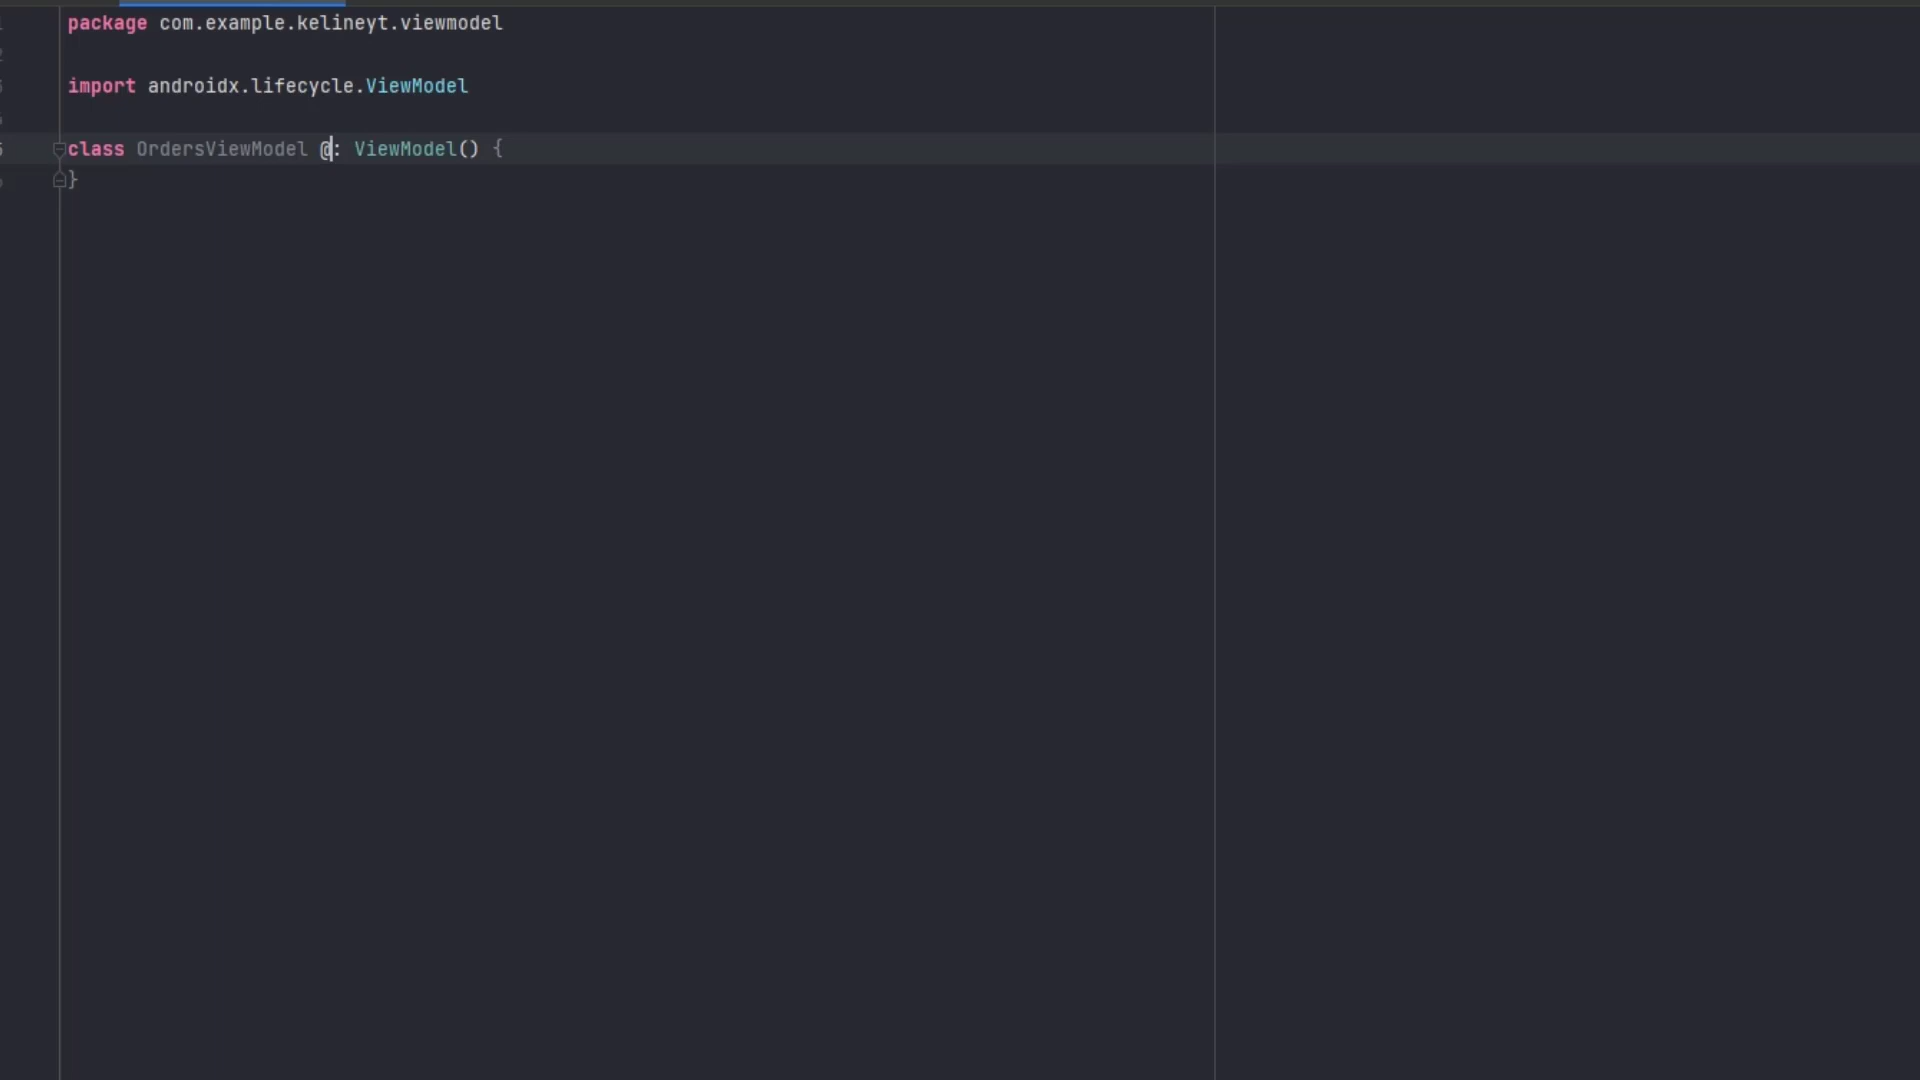 package com.example.kelineyt.viewmodel
import androidx.lifecycle.ViewModel
class OrdersViewModel @: ViewModel() {
}